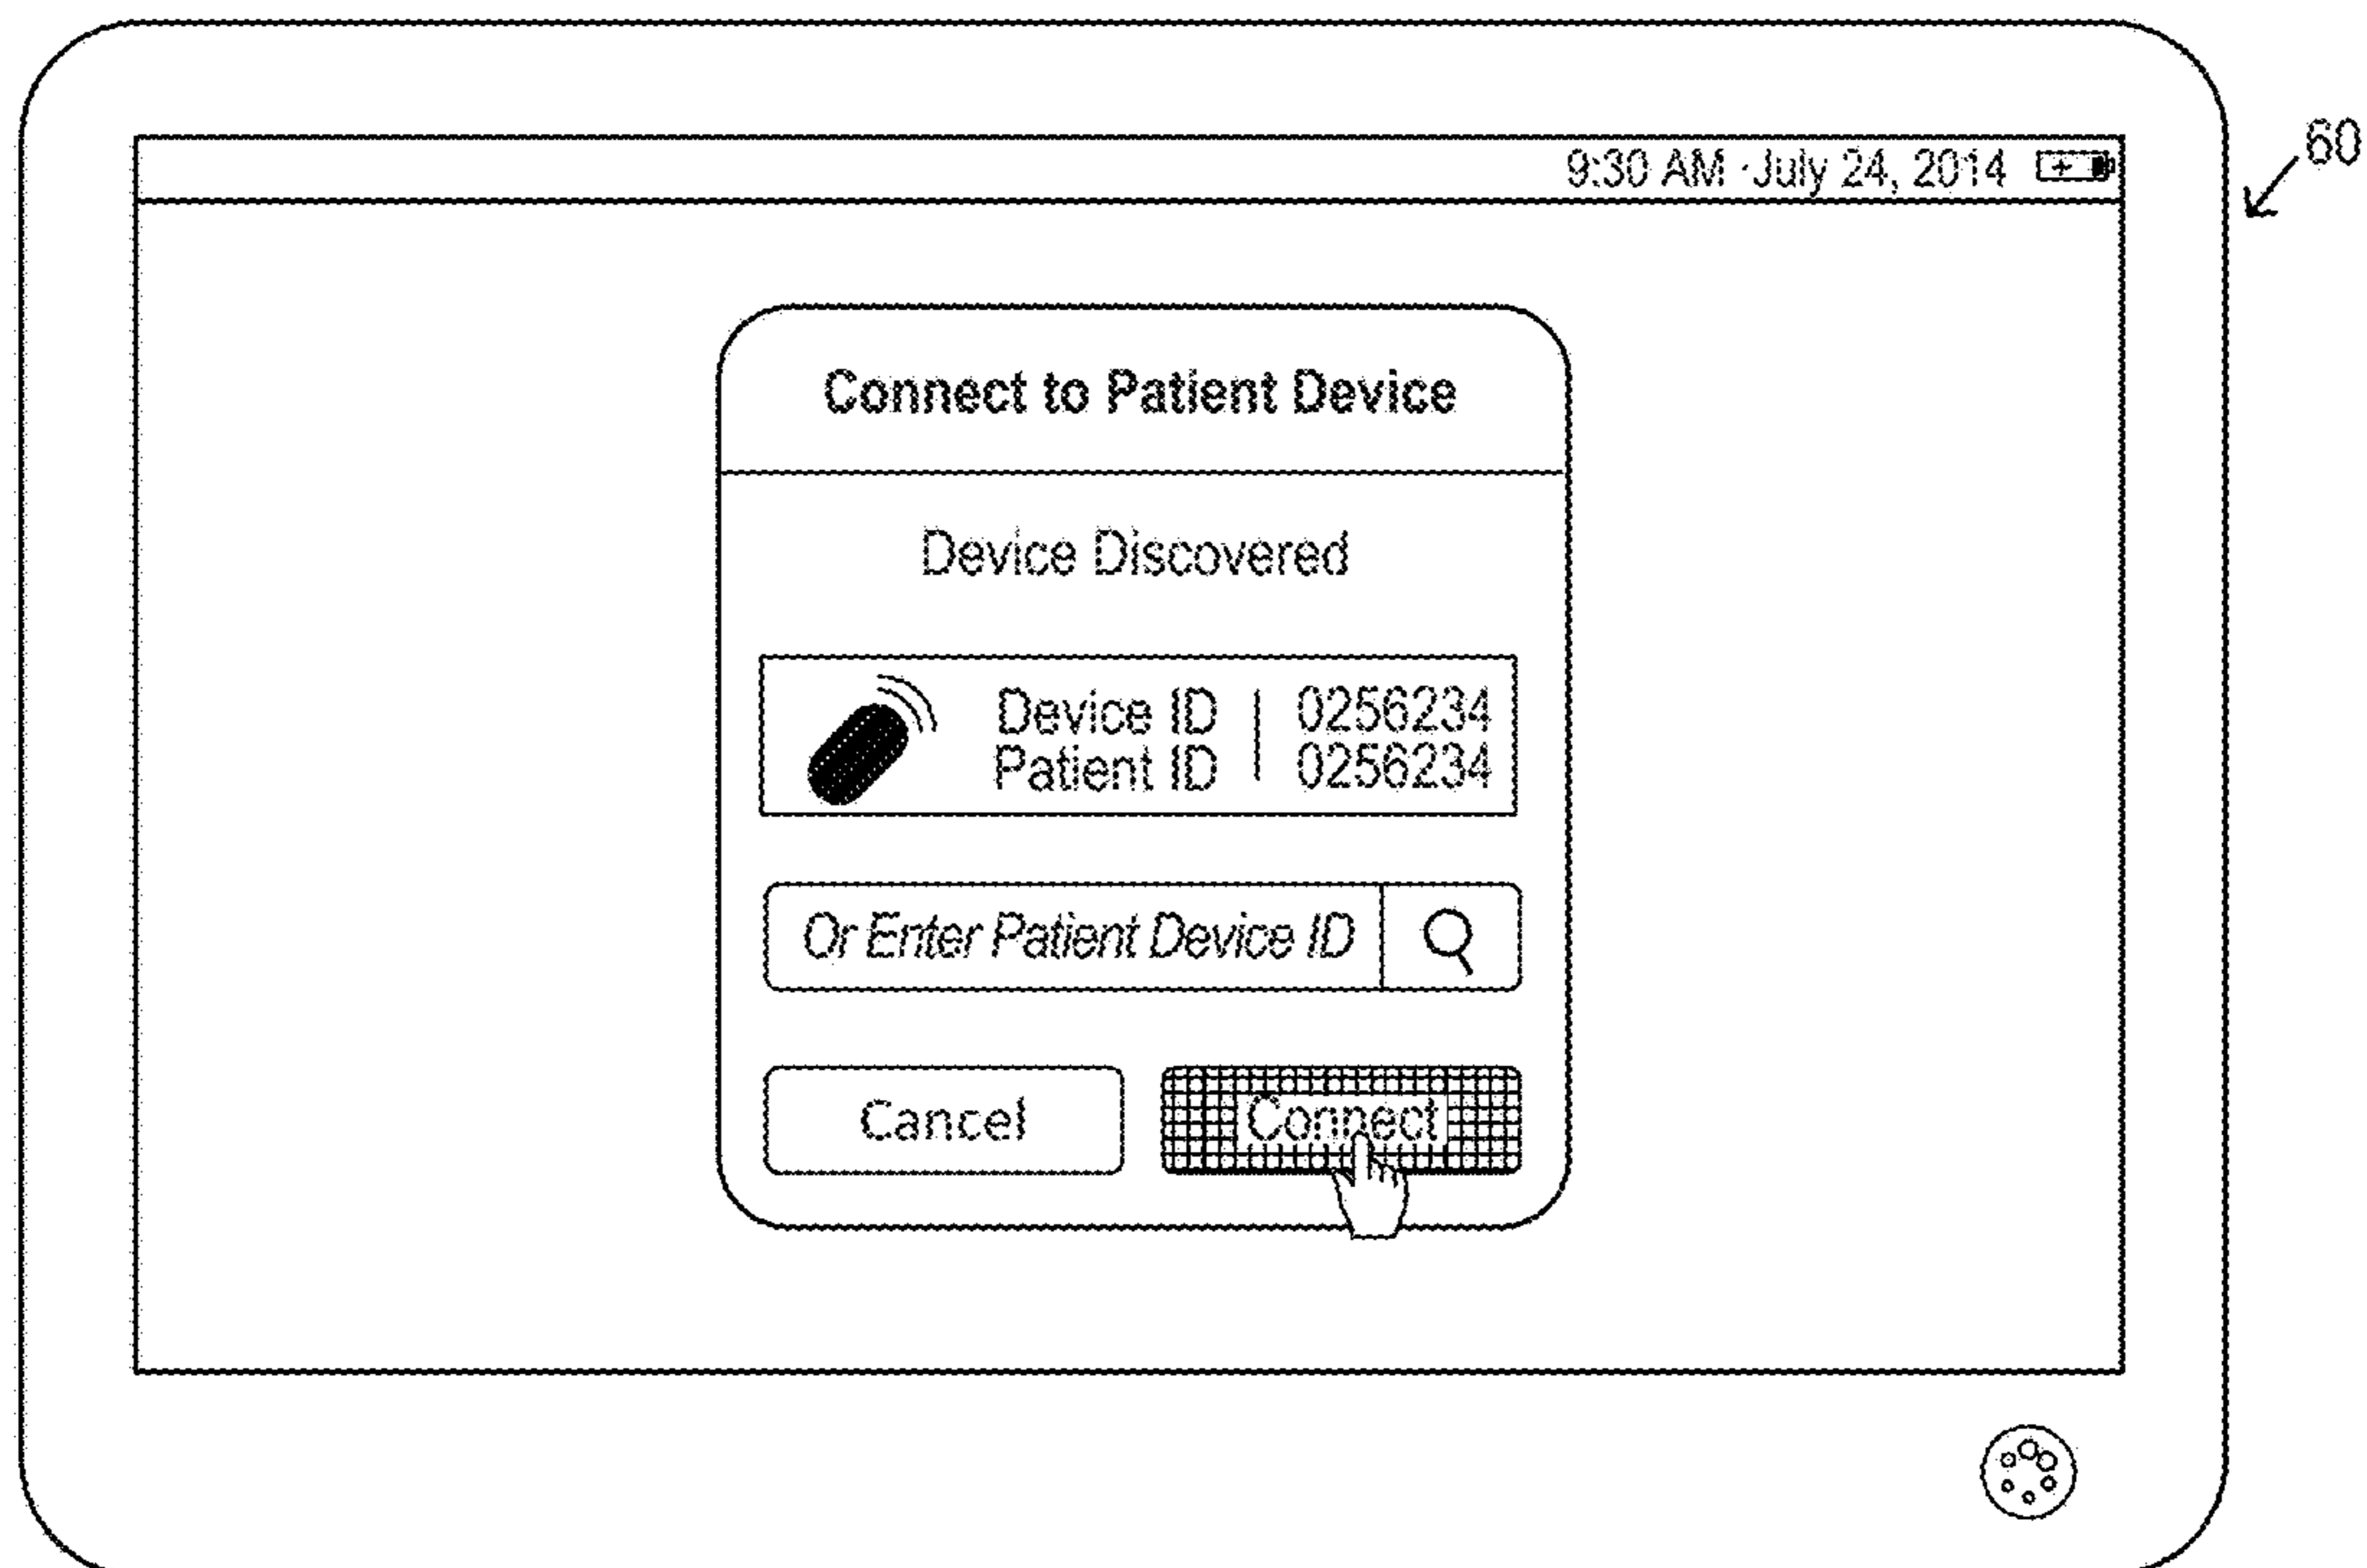 9:30 AM ·July 24, 2014
60
Connect to Patient Device
Device Discovered
Device ID | 0256234
Patient ID | 0256234
Or Enter Patient Device ID
Cancel
Connect